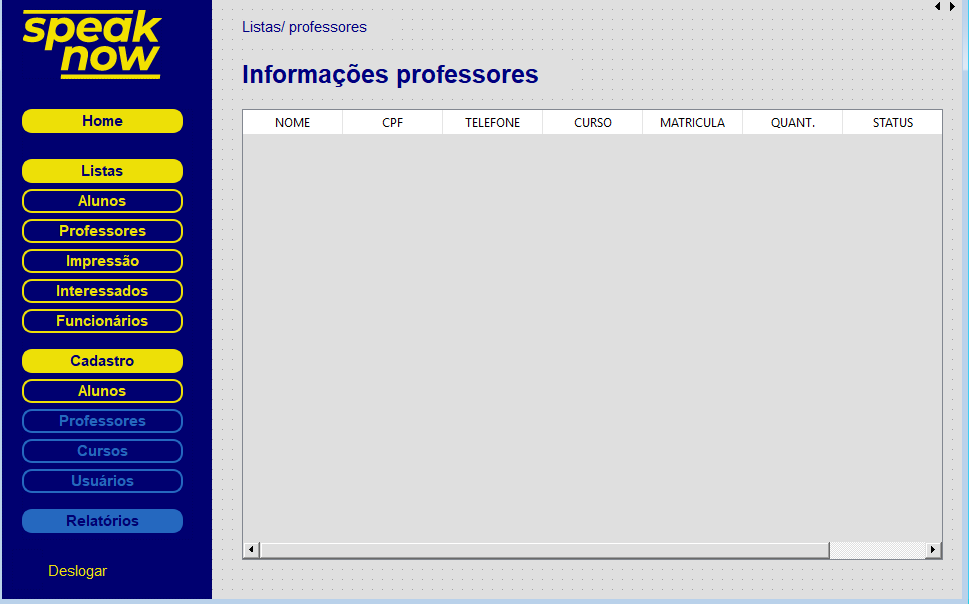 speak
now
Home
Listas
Alunos
Professores
Impressão
Interessados
Funcionários
Cadastro
Alunos
Professores
Cursos
Usuários
Relatórios
Deslogar
Listas/ professores
Informações professores
NOME CPF TELEFONE CURSO MATRICULA QUANT. STATUS